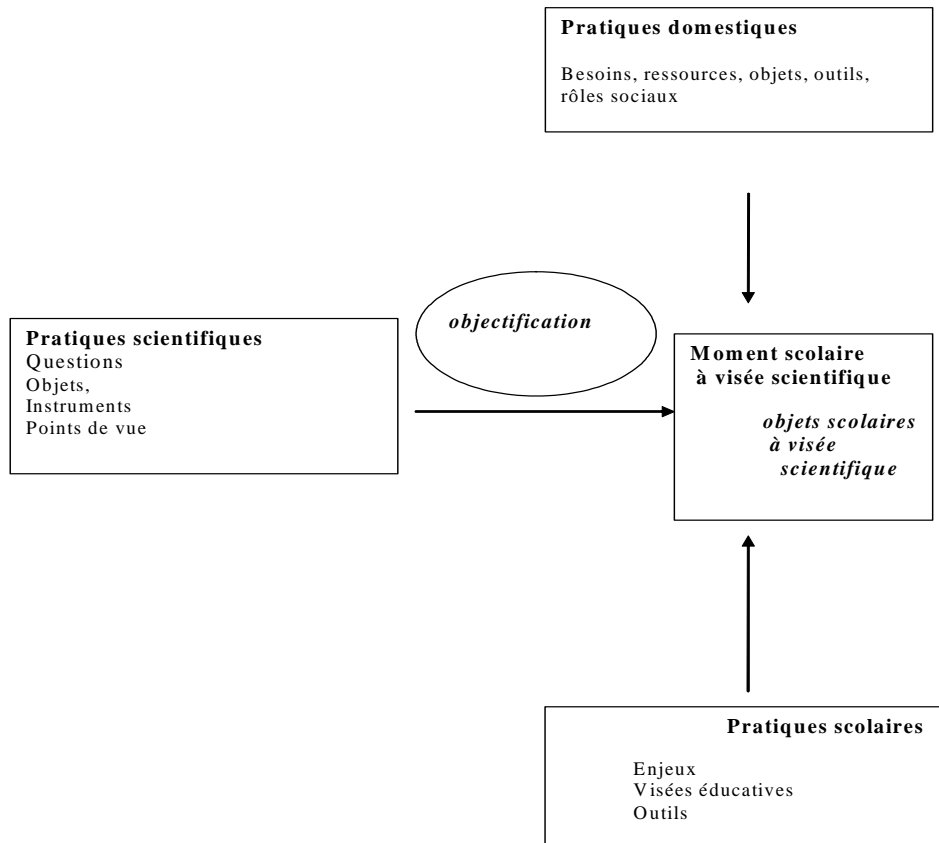 Pratiques domestiques
Besoins, ressources, objets, outils,
rôles sociaux
objectification
Pratiques scientifiques
Questions
Objets,
Instruments
Points de vue
Moment scolaire
à visée scientifique
objets scolaires
à visée
scientifique
Pratiques scolaires
Enjeux
Visées éducatives
Outils